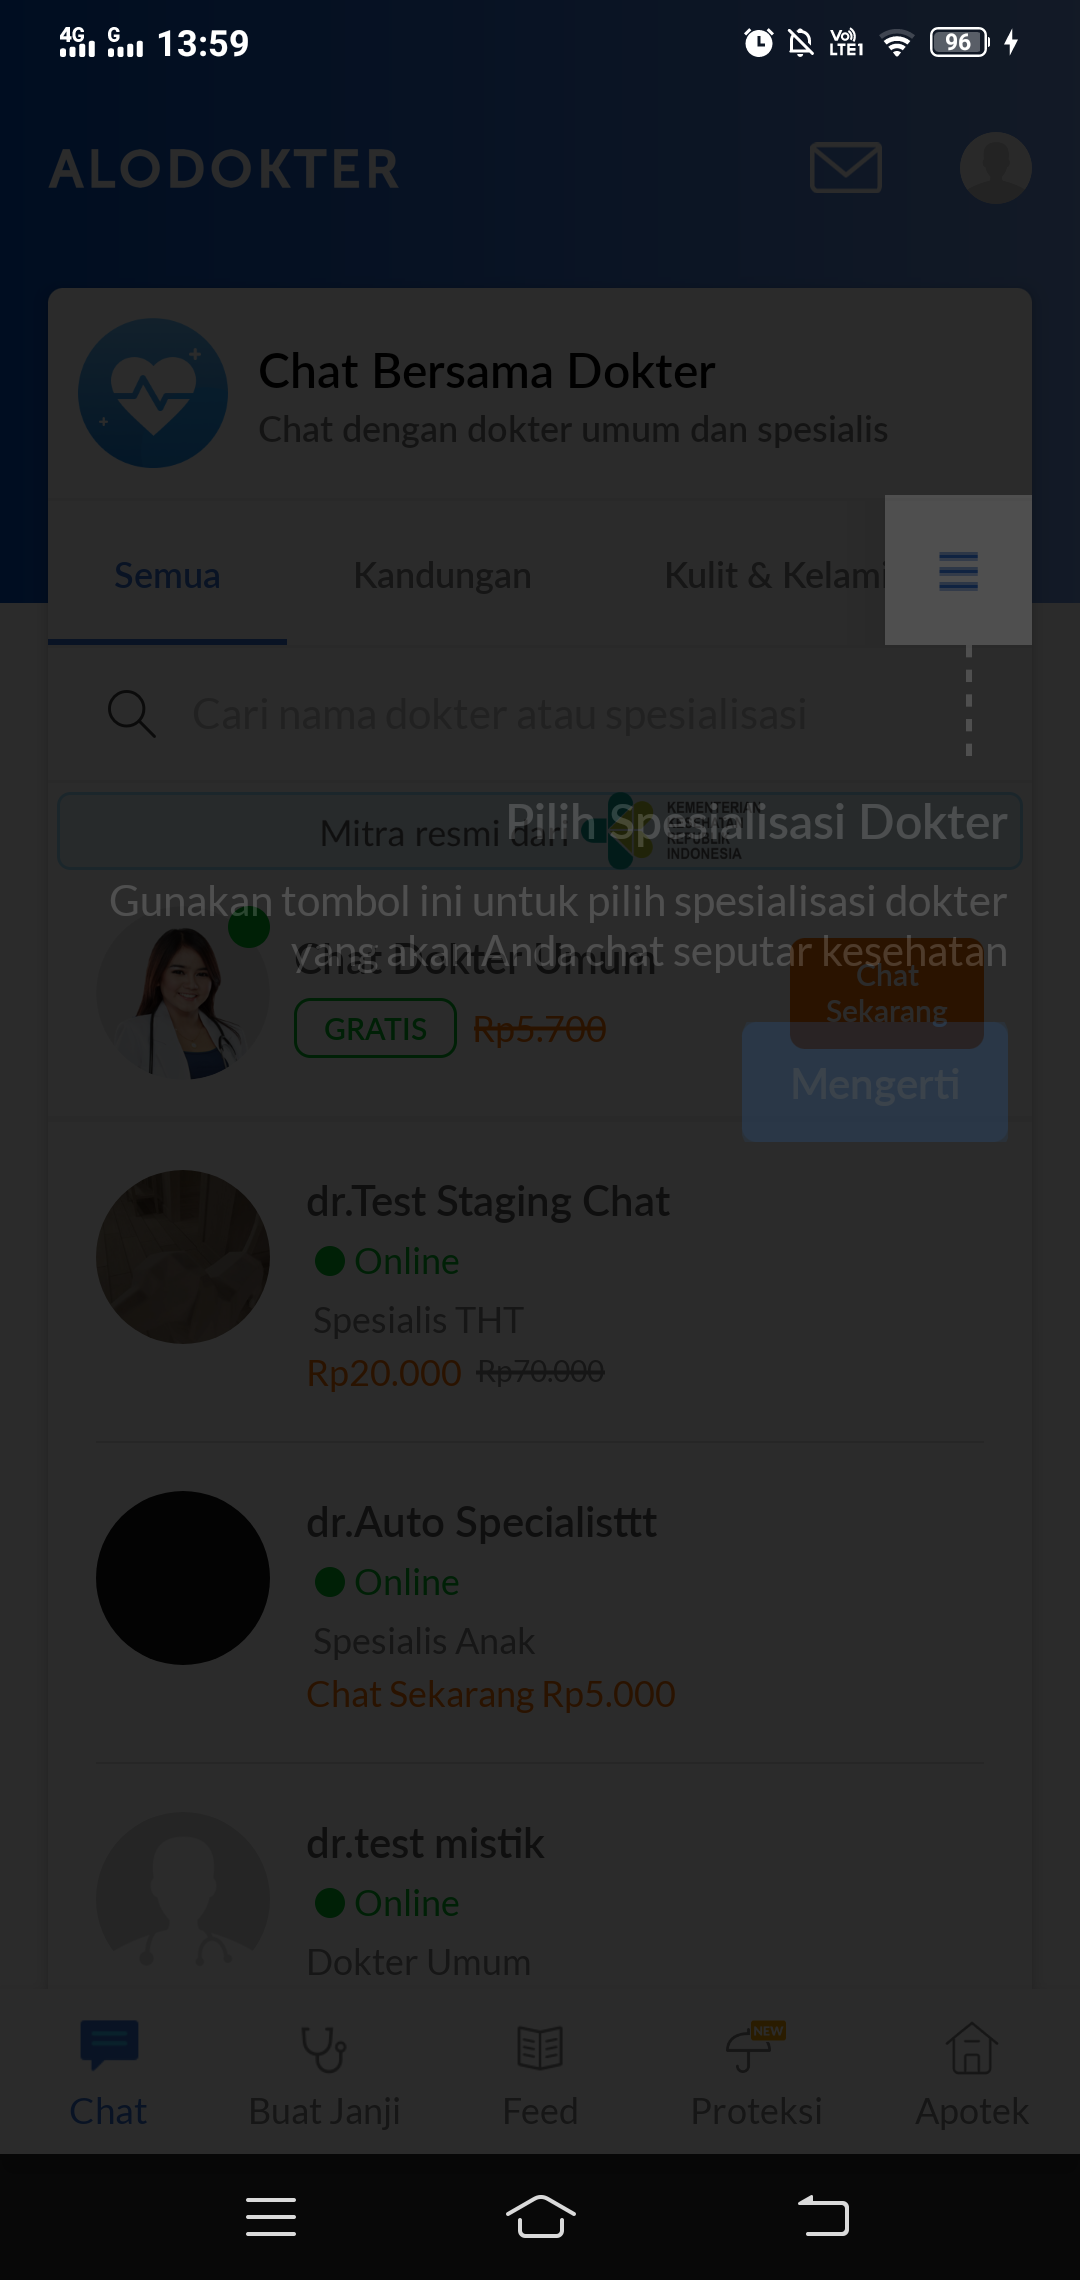 4G G 13:59 Vo) LTE1 96
ALODOKTER
Chat Bersama Dokter
Chat dengan dokter umum dan spesialis
Semua Kandungan Kulit & Kelami
Cari nama dokter atau spesialisasi
Mitra resmi dari
KEMENTERIAN
KESEHATAN
REPUBLIK
INDONESIA
Pilih Spesialisasi Dokter
Gunakan tombol ini untuk pilih spesialisasi dokter
yang akan Anda chat seputar kesehatan
Chat Dokter Umum
GRATIS Rp5.700
Chat
Sekarang
Mengerti
dr.Test Staging Chat
Online
Spesialis THT
Rp20.000 Rp70.000
dr.Auto Specialisttt
Online
Spesialis Anak
Chat Sekarang Rp5.000
dr.test mistik
Online
Dokter Umum
NEW
Chat Buat Janji Feed Proteksi Apotek